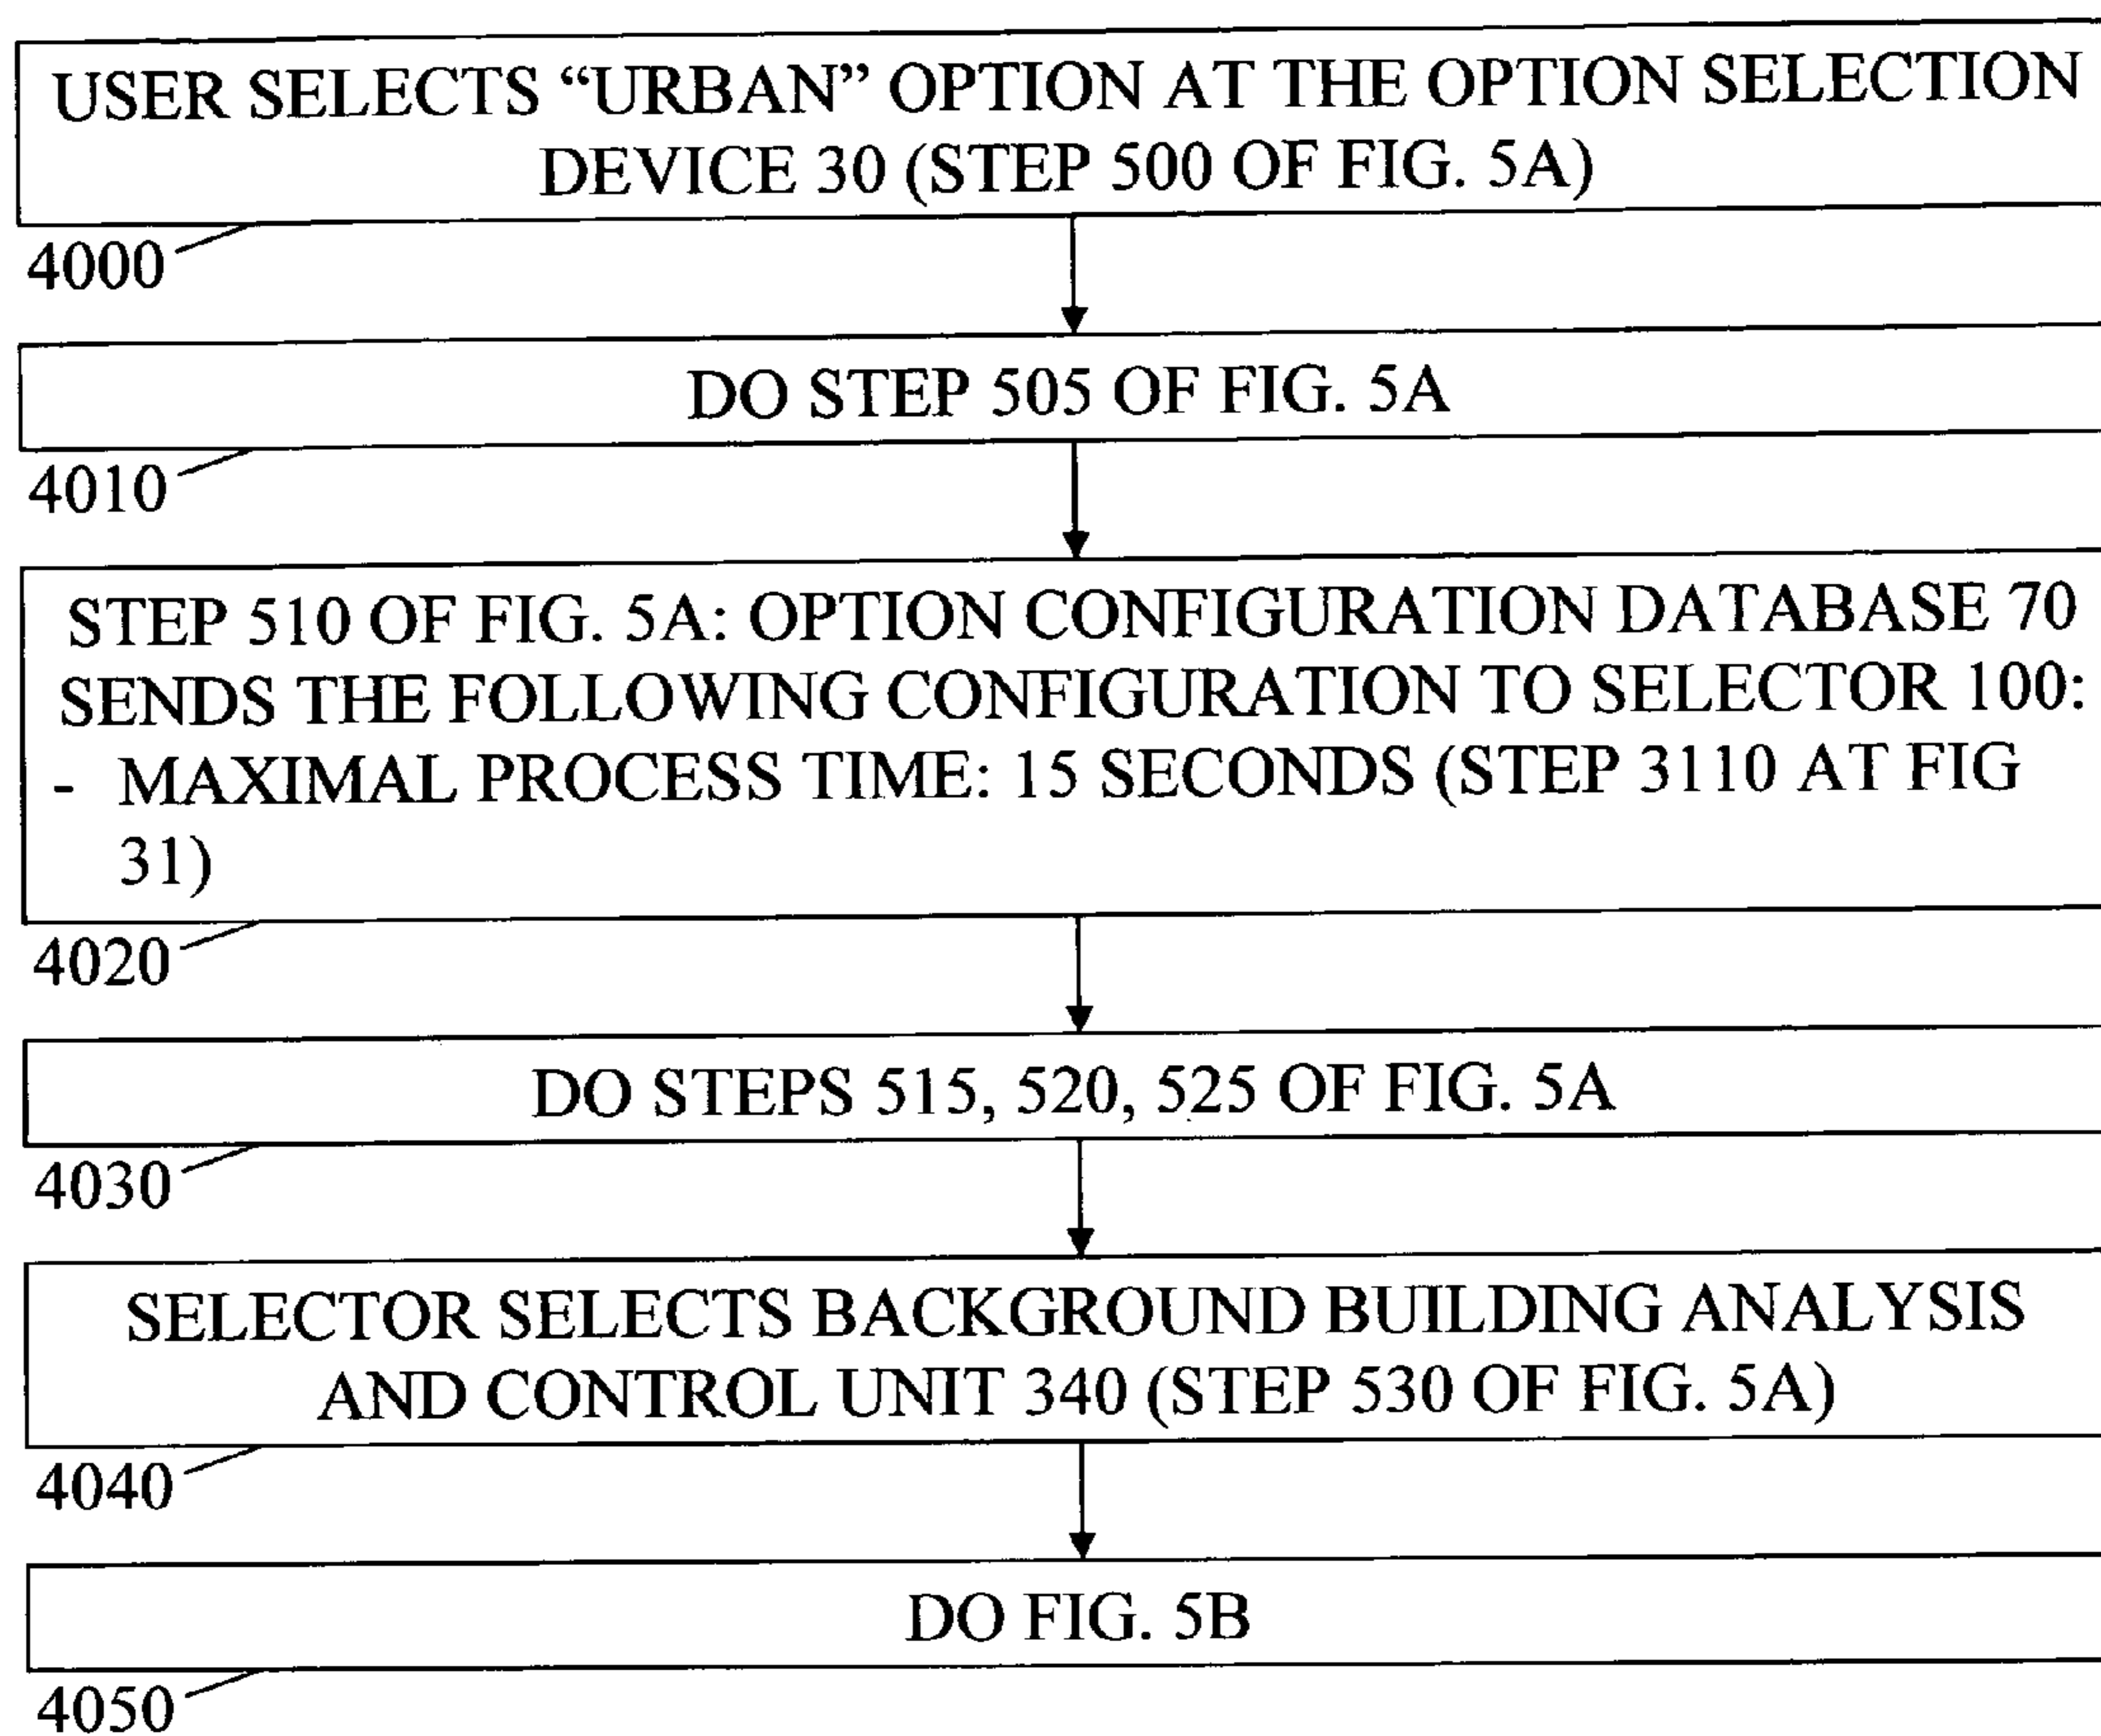 USER SELECTS “URBAN” OPTION AT THE OPTION SELECTION
DEVICE 30 (STEP 500 OF FIG. 5A)
4000
DO STEP 505 OF FIG. 5A
4010
STEP 510 OF FIG. 5A: OPTION CONFIGURATION DATABASE 70
SENDS THE FOLLOWING CONFIGURATION TO SELECTOR 100:
- MAXIMAL PROCESS TIME: 15 SECONDS (STEP 3110 AT FIG
31)
4020
DO STEPS 515, 520, 525 OF FIG. 5A
4030
SELECTOR SELECTS BACKGROUND BUILDING ANALYSIS
AND CONTROL UNIT 340 (STEP 530 OF FIG. 5A)
4040
DO FIG. 5B
4050